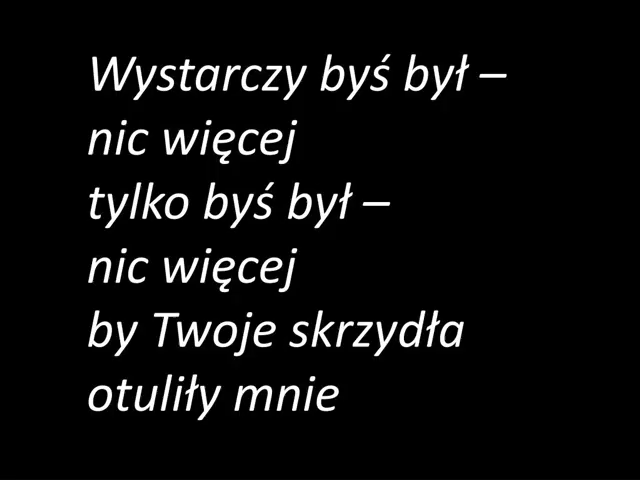 Wystarczy byś był –
nic więcej
tylko byś był –
nic więcej
by Twoje skrzydła
otuliły mnie